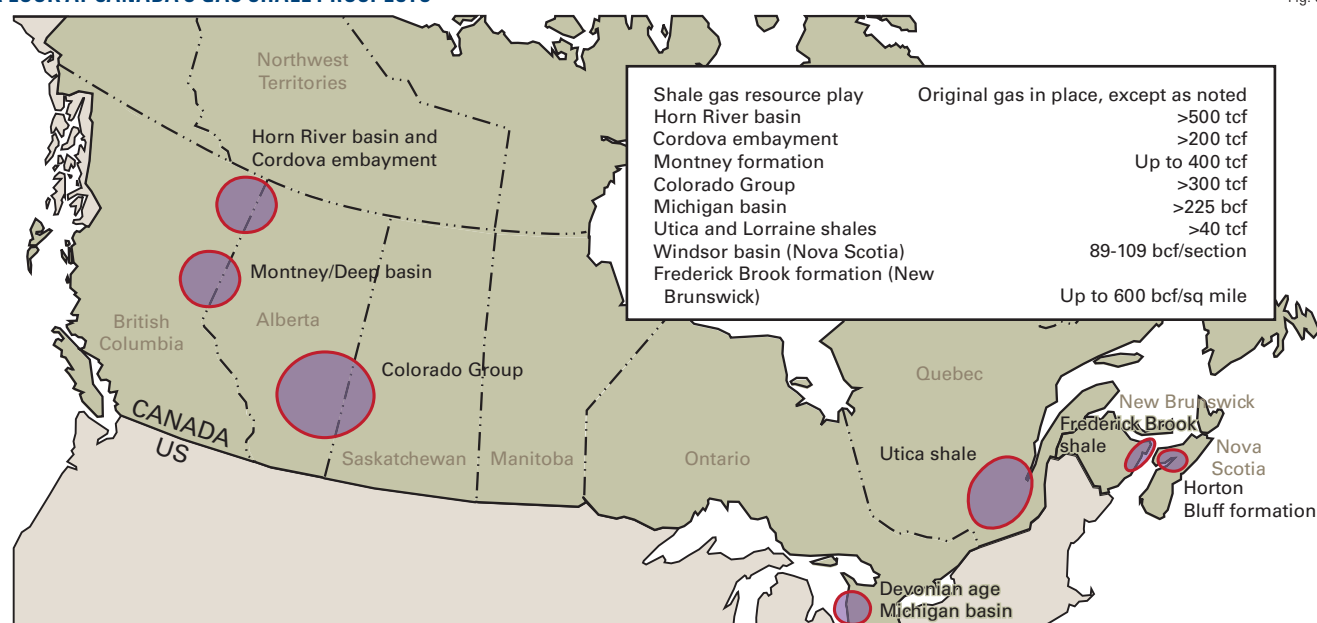 Northwest
Territories
Shale gas resource play Original gas in place, except as noted
Horn River basin >500 tcf
Cordova embayment >200 tcf
Montney formation Up to 400 tcf
Colorado Group >300 tcf
Michigan basin >225 bcf
Utica and Lorraine shales >40 tcf
Windsor basin (Nova Scotia) 89-109 bcf/section
Frederick Brook formation (New
Brunswick) Up to 600 bcf/sq mile
Horn River basin and
Cordova embayment
Montney/Deep basin
British
Columbia
Alberta
Colorado Group
CANADA
US
Saskatchewan
Manitoba
Ontario
Quebec
Utica shale
New Brunswick
Frederick Brook
shale
Nova
Scotia
Horton
Bluff formation
Devonian age
Michigan basin